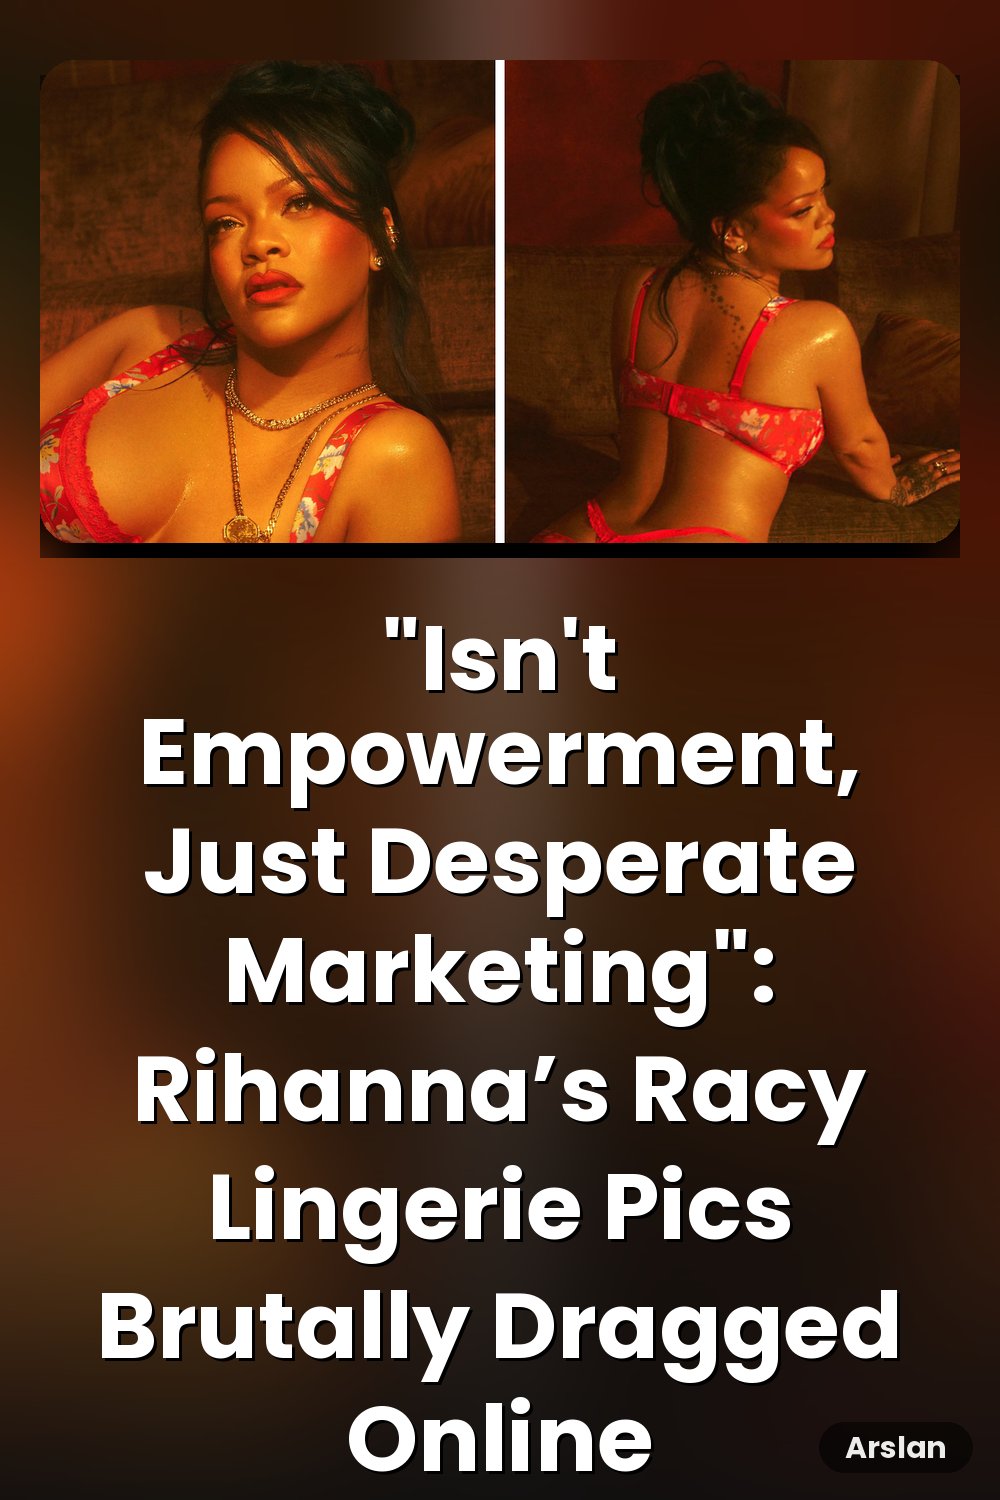 "Isn't
Empowerment,
Just Desperate
Marketing":
Rihanna’s Racy
Lingerie Pics
Brutally Dragged
Online
Arslan